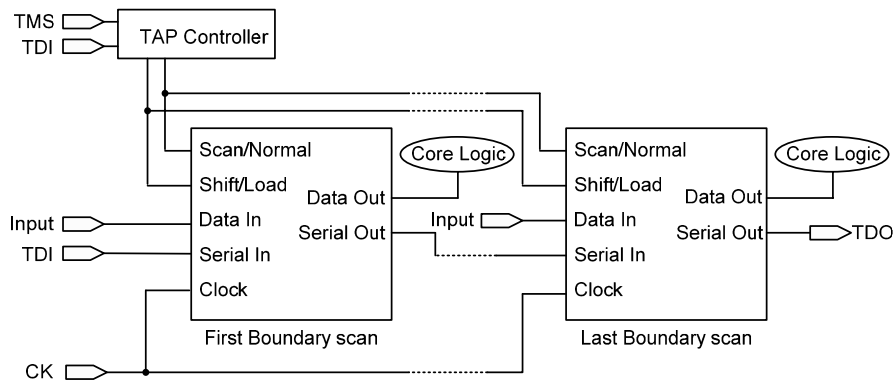 TMS
TDI
TAP Controller
Scan/Normal
Shift/Load
Data In
Serial In
Clock
Data Out
Serial Out
Core Logic
Input
TDI
First Boundary scan
Input
Scan/Normal
Shift/Load
Data In
Serial In
Clock
Data Out
Serial Out
Core Logic
TDO
Last Boundary scan
CK